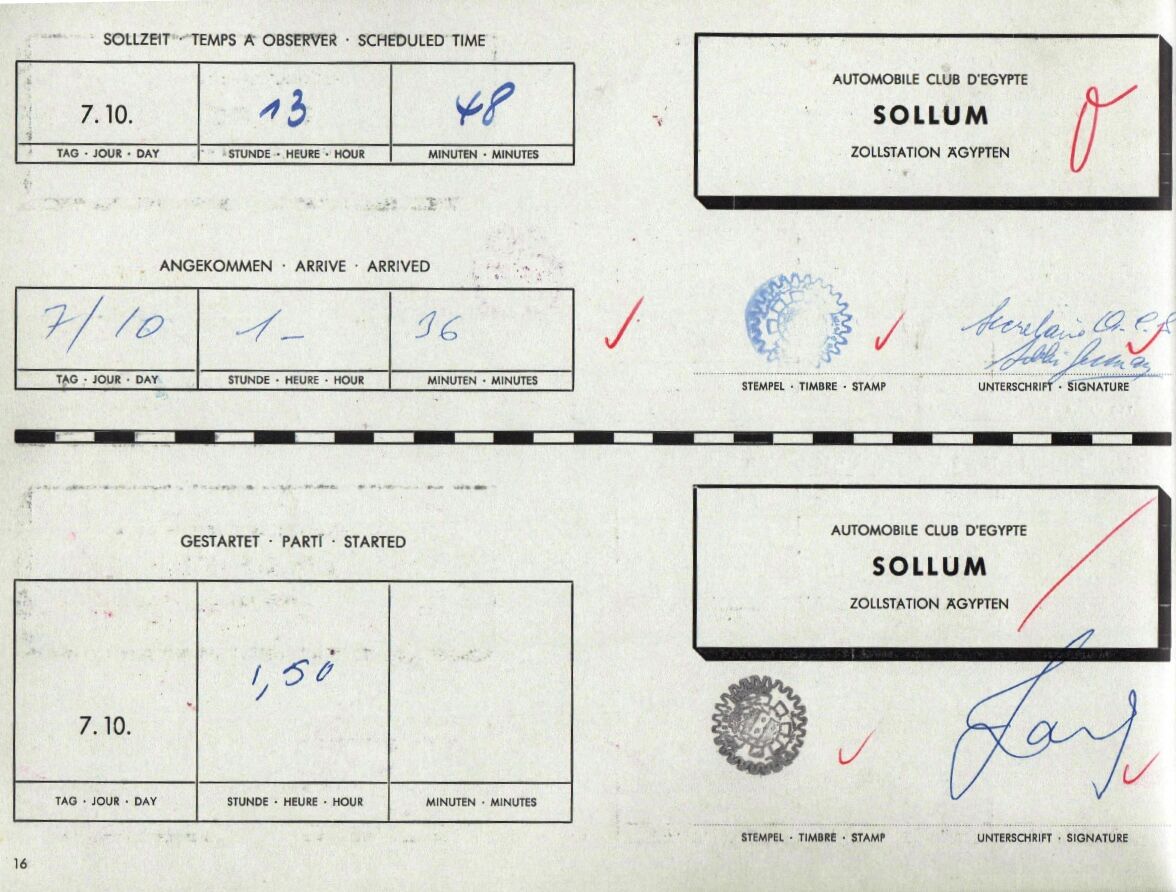 SOLLZEIT · TEMPS A OBSERVER · SCHEDULED TIME
7.10. 13 48
TAG · JOUR · DAY STUNDE · HEURE · HOUR MINUTEN · MINUTES
AUTOMOBILE CLUB D'EGYPTE
SOLLUM
ZOLLSTATION ÄGYPTEN
ANGEKOMMEN · ARRIVE · ARRIVED
7/10 1- 36
TAG · JOUR · DAY STUNDE · HEURE · HOUR MINUTEN · MINUTES
STEMPEL · TIMBRE · STAMP UNTERSCHRIFT · SIGNATURE
GESTARTET · PARTI · STARTED
7.10. 1,50
TAG · JOUR · DAY STUNDE · HEURE · HOUR MINUTEN · MINUTES
AUTOMOBILE CLUB D'EGYPTE
SOLLUM
ZOLLSTATION ÄGYPTEN
STEMPEL · TIMBRE · STAMP UNTERSCHRIFT · SIGNATURE
16